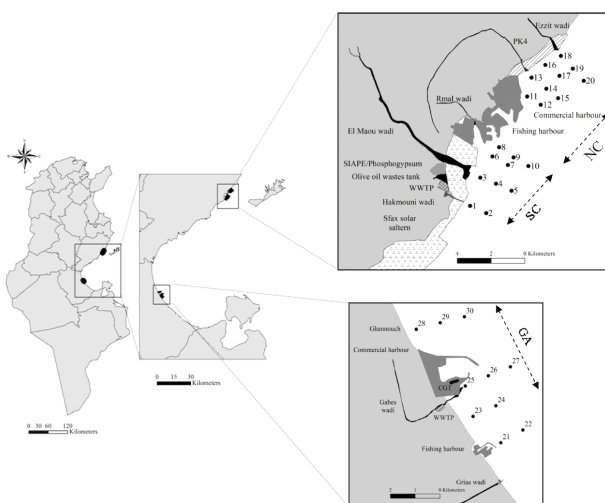 Ezzit wadi
PK4
18
16
19
17
13
20
14
11
15
12
Commercial harbour
Rmal wadi
Fishing harbour
El Maou wadi
8
6
9
7
10
SIAPE/Phosphogypsum
Olive oil wastes tank
3
4
WWTP
5
Hakmouni wadi
1
2
Sfax solar
saltern
NC
SC
4 2 0 Kilometers
N
W E
S
0 15 30
Kilometers
0 30 60 120
Kilometers
30
29
28
Ghannouch
GA
Commercial harbour
27
26
CGT
25
Gabes
wadi
24
23
WWTP
22
21
Fishing harbour
Griaa wadi
2 1 0 Kilometers